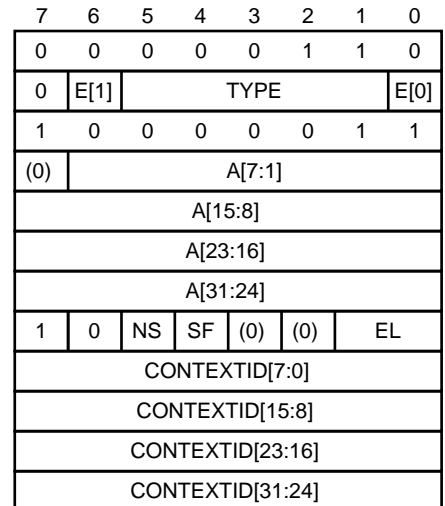 7 6 5 4 3 2 1 0
0 0 0 0 0 1 1 0
0 E[1] TYPE E[0]
1 0 0 0 0 0 1 1
(0) A[7:1]
A[15:8]
A[23:16]
A[31:24]
1 0 NS SF (0) (0) EL
CONTEXTID[7:0]
CONTEXTID[15:8]
CONTEXTID[23:16]
CONTEXTID[31:24]